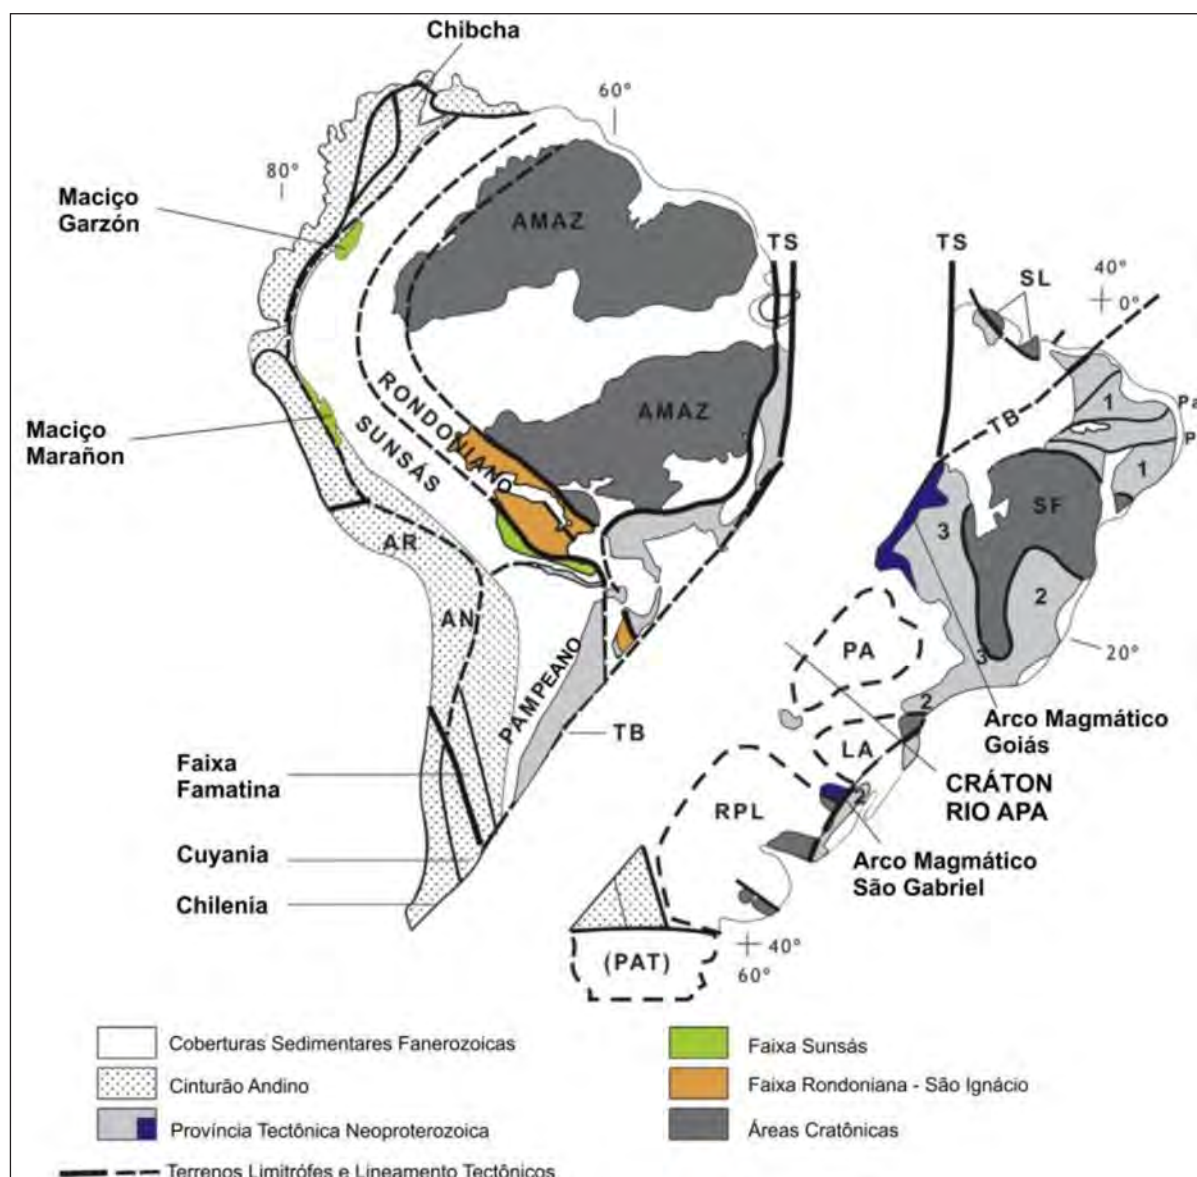 Chibcha
60°
80°
Maciço
Garzón
AMAZ
TS
TS
SL
40°
0°
RONDONIANO
AMAZ
TB
1
Pa
P
Maciço
Marañon
SUNSÁS
1
SF
3
AR
2
AN
PAMPEANO
PA
3
20°
2
TB
LA
Arco Magmático
Goiás
Faixa
Famatina
CRÁTON
RIO APA
RPL
2
Cuyania
Arco Magmático
São Gabriel
Chilenia
(PAT)
40°
60°
Coberturas Sedimentares Fanerozoicas
Cinturão Andino
Província Tectônica Neoproterozoica
Terrenos Limitrófes e Lineamento Tectônicos
Faixa Sunsás
Faixa Rondoniana - São Ignácio
Áreas Cratônicas